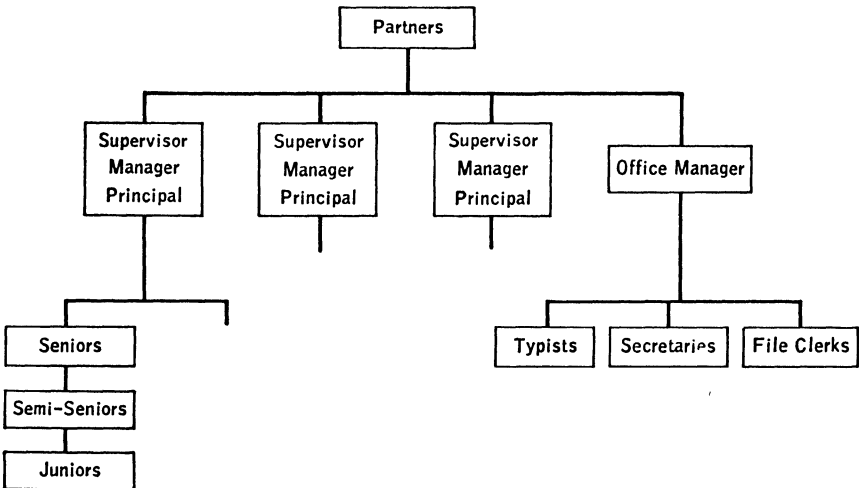 Partners
Supervisor
Manager
Principal
Supervisor
Manager
Principal
Supervisor
Manager
Principal
Office Manager
Seniors
Semi-Seniors
Juniors
Typists
Secretaries
File Clerks